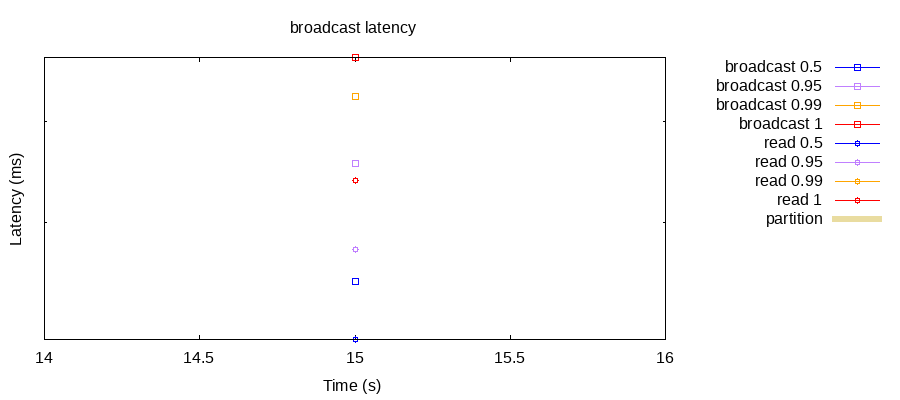 broadcast latency
broadcast 0.5
broadcast 0.95
broadcast 0.99
broadcast 1
read 0.5
read 0.95
read 0.99
read 1
partition
Latency (ms)
14 14.5 15 15.5 16
Time (s)